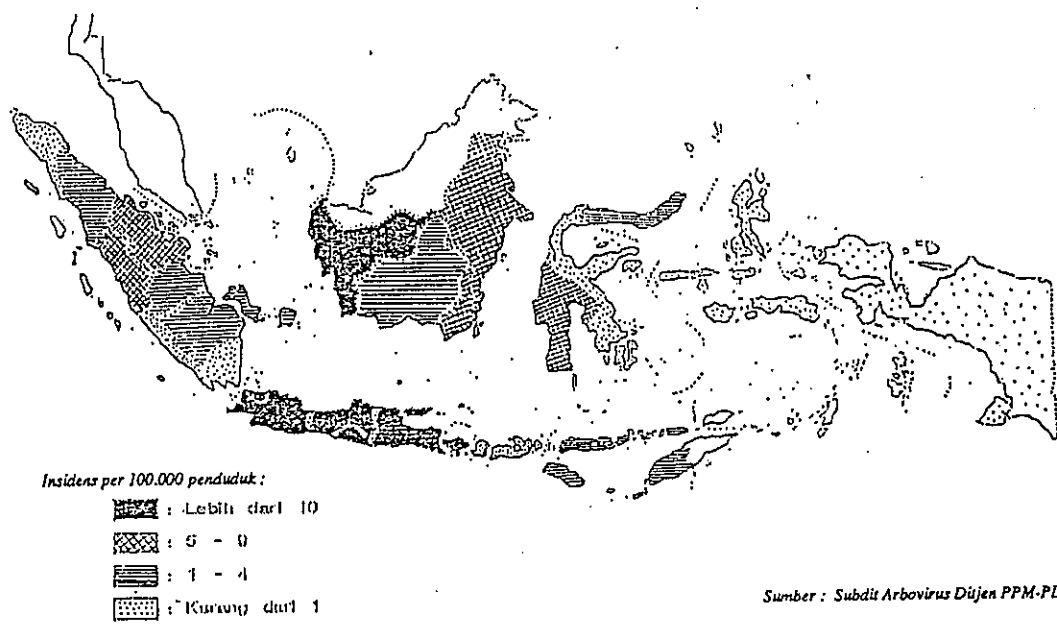 Insidens per 100.000 penduduk :
: Lebih dari 10
: 5 - 9
: 1 - 4
: Kurang dari 1
Sumber : Subdit Arbovirus Ditjen PPM-PL